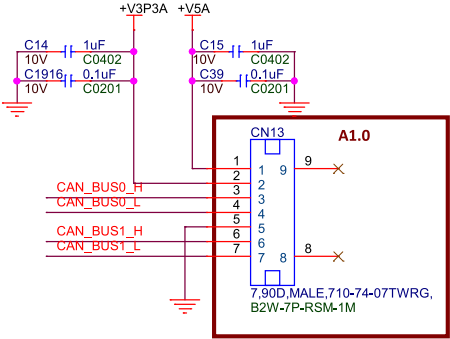 +V3P3A +V5A
C14 1uF C15 1uF
10V C0402 10V C0402
C1916 0.1uF C39 0.1uF
10V C0201 10V C0201
CN13 A1.0
1 1 9 9
2 2
CAN_BUS0_H 3 3
CAN_BUS0_L 4 4
5 5
CAN_BUS1_H 6 6
CAN_BUS1_L 7 7 8 8
7,90D,MALE,710-74-07TWRG,
B2W-7P-RSM-1M